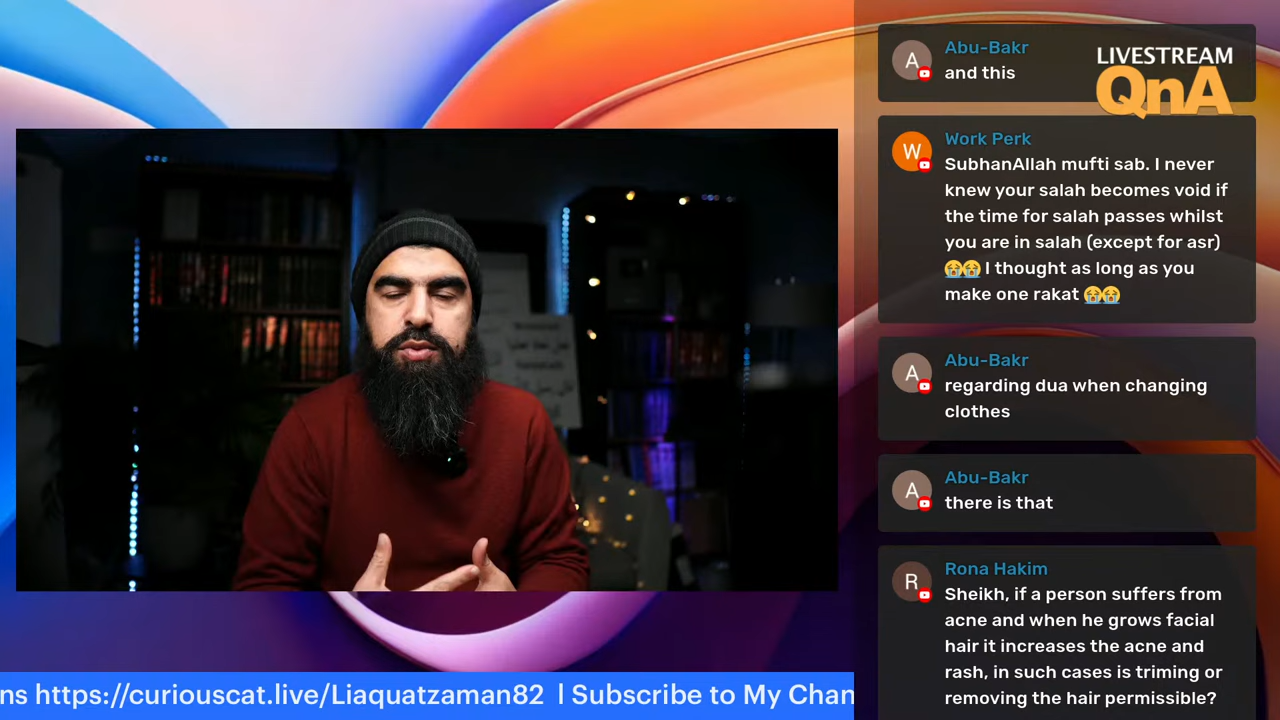 Abu-Bakr
and this
LIVESTREAM
QnA
Work Perk
SubhanAllah mufti sab. I never
knew your salah becomes void if
the time for salah passes whilst
you are in salah (except for asr)
😭😭 I thought as long as you
make one rakat 😭😭
Abu-Bakr
regarding dua when changing
clothes
Abu-Bakr
there is that
Rona Hakim
Sheikh, if a person suffers from
acne and when he grows facial
hair it increases the acne and
rash, in such cases is triming or
removing the hair permissible?
ns https://curiouscat.live/Liaquatzaman82 | Subscribe to My Chan